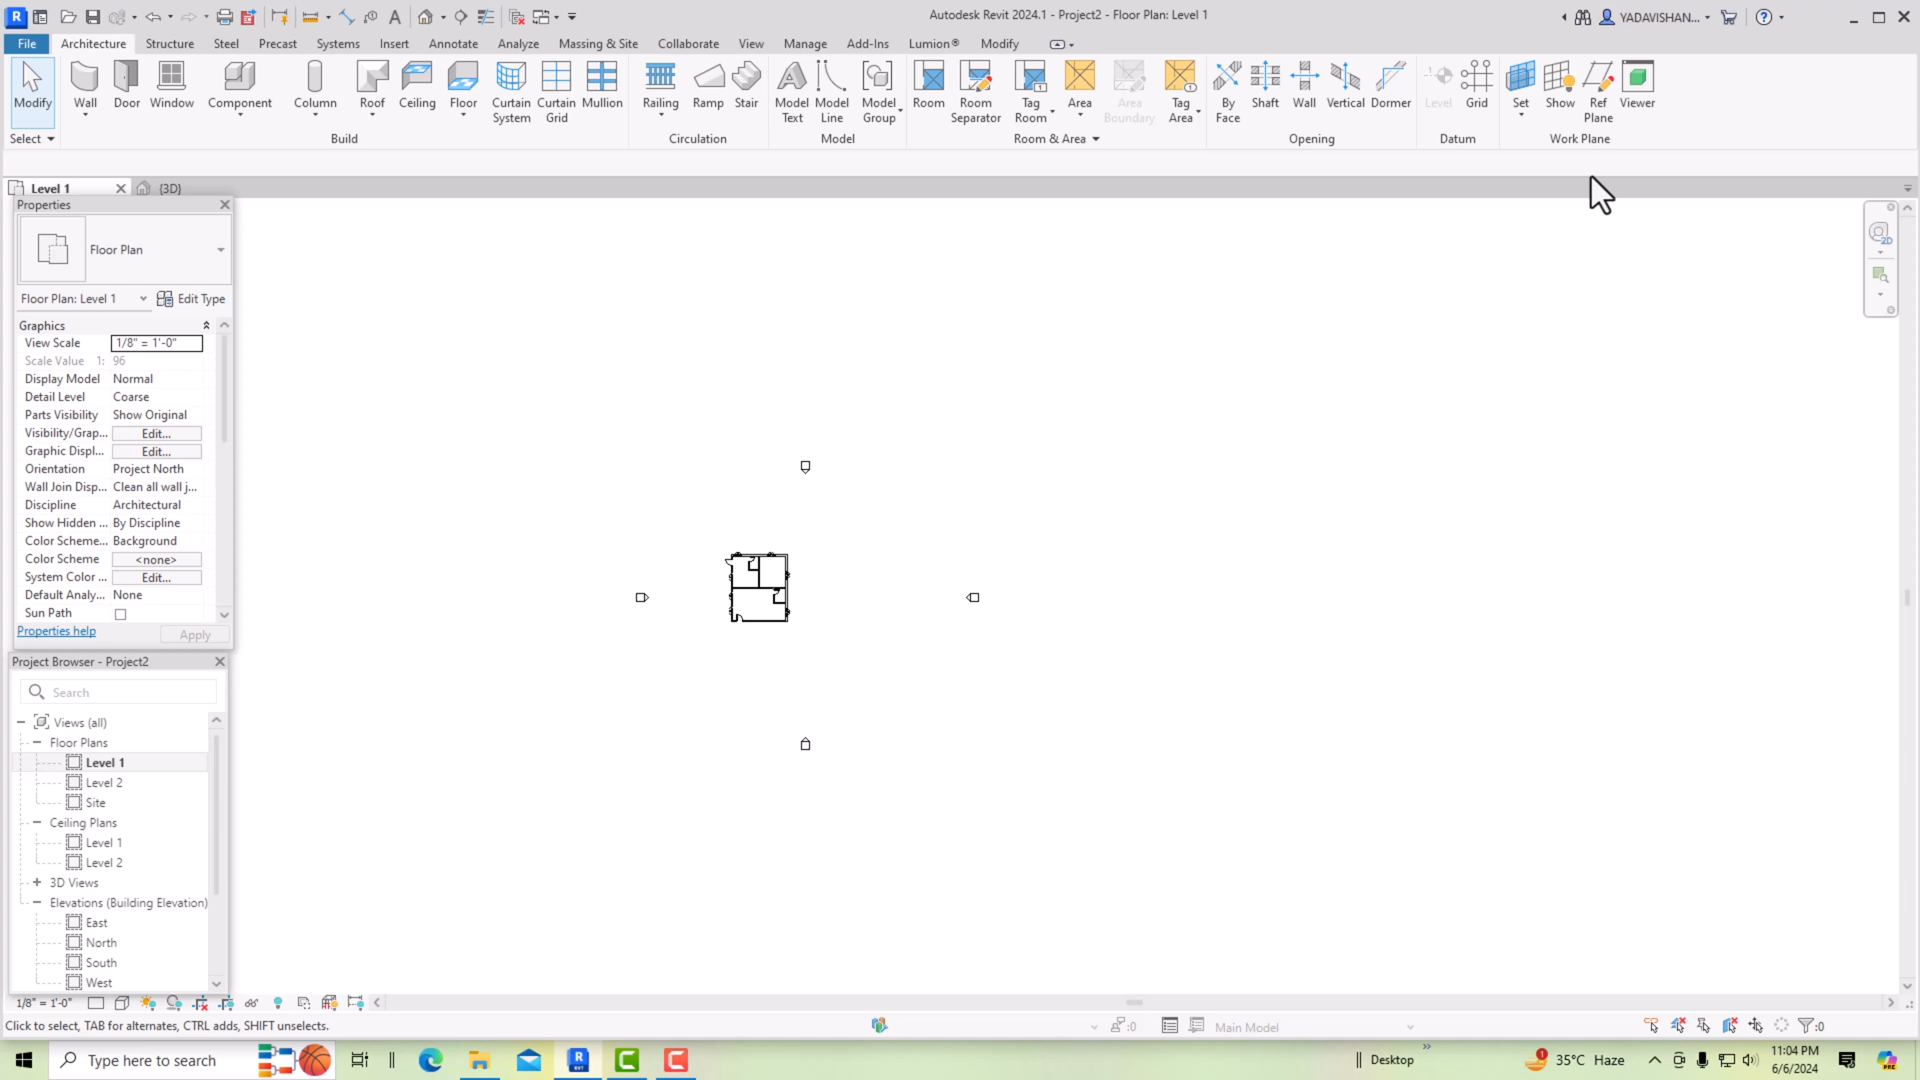 Autodesk Revit 2024.1 - Project2 - Floor Plan: Level 1
YADAVISHAN...
File Architecture Structure Steel Precast Systems Insert Annotate Analyze Massing & Site Collaborate View Manage Add-Ins Lumion® Modify
Modify Wall Door Window Component Column Roof Ceiling Floor Curtain System Curtain Grid Mullion Railing Ramp Stair Model Text Model Line Model Group Room Room Separator Tag Room Area Area Boundary Tag Area By Face Shaft Wall Vertical Dormer Level Grid Set Show Ref Plane Viewer
Select Build Circulation Model Room & Area Opening Datum Work Plane
Level 1 {3D}
Properties
Floor Plan
Floor Plan: Level 1 Edit Type
Graphics
View Scale 1/8" = 1'-0"
Scale Value 1: 96
Display Model Normal
Detail Level Coarse
Parts Visibility Show Original
Visibility/Grap... Edit...
Graphic Displ... Edit...
Orientation Project North
Wall Join Disp... Clean all wall j...
Discipline Architectural
Show Hidden ... By Discipline
Color Scheme... Background
Color Scheme <none>
System Color ... Edit...
Default Analy... None
Sun Path
Properties help Apply
Project Browser - Project2
Search
Views (all)
Floor Plans
Level 1
Level 2
Site
Ceiling Plans
Level 1
Level 2
3D Views
Elevations (Building Elevation)
East
North
South
West
1/8" = 1'-0"
Click to select, TAB for alternates, CTRL adds, SHIFT unselects.
:0 Main Model :0
Type here to search
Desktop
35°C Haze
11:04 PM
6/6/2024